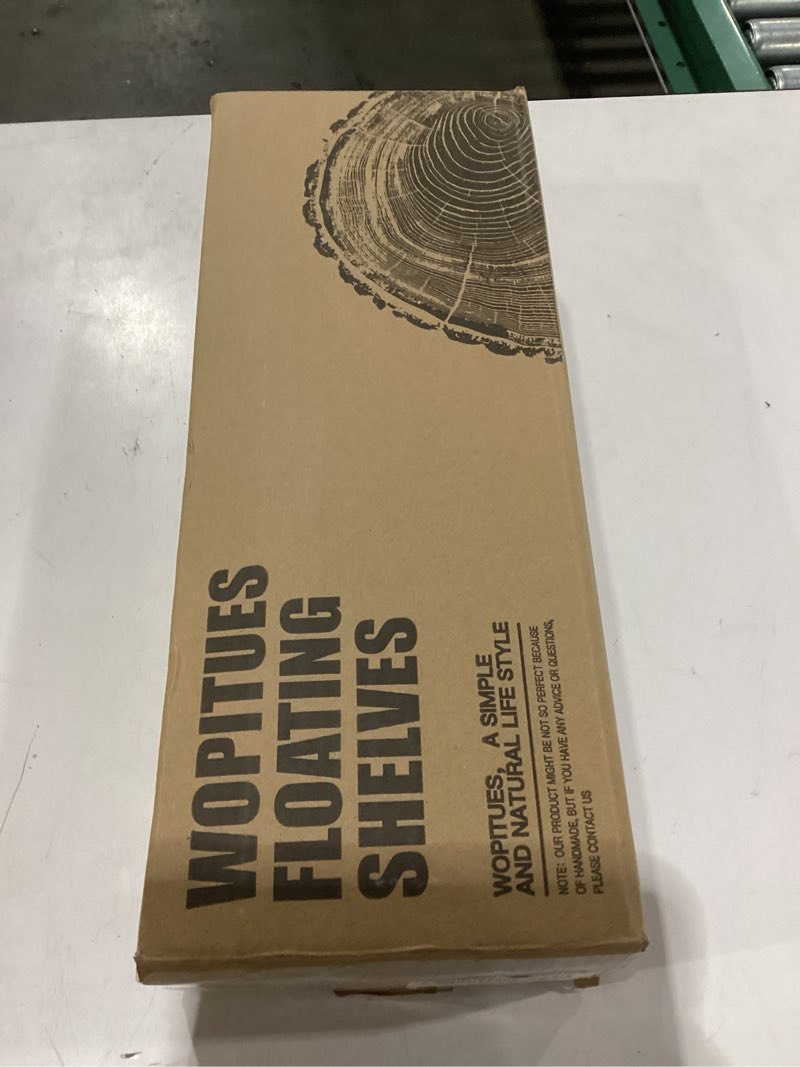 WOPITUES
FLOATING
SHELVES
WOPITUES, A SIMPLE
AND NATURAL LIFE STYLE
NOTE: OUR PRODUCT MIGHT BE NOT SO PERFECT BECAUSE
OF HANDMADE, BUT IF YOU HAVE ANY ADVICE OR QUESTIONS,
PLEASE CONTACT US